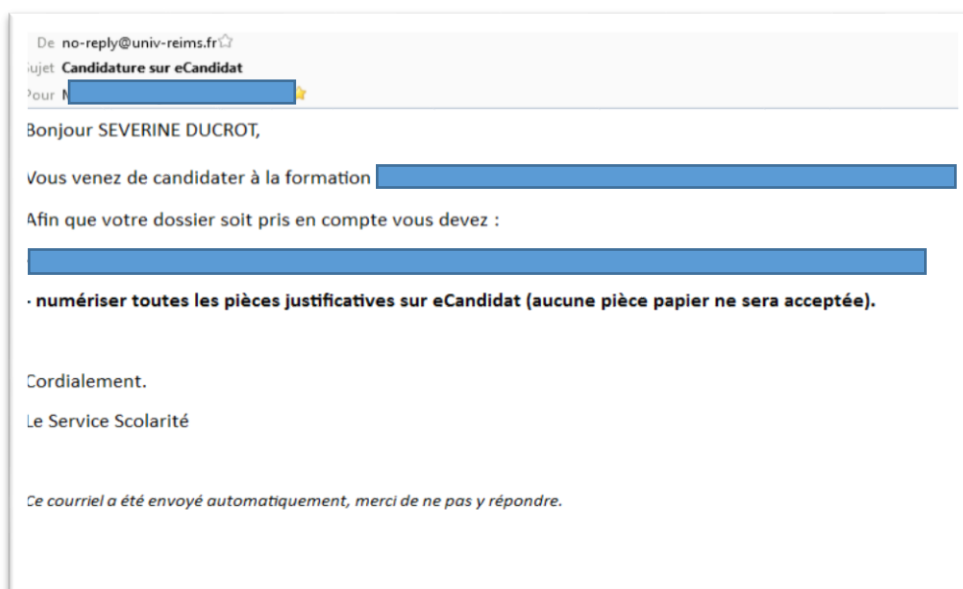 De no-reply@univ-reims.fr
ujet Candidature sur eCandidat
our
Bonjour SEVERINE DUCROT,
Vous venez de candidater à la formation
Afin que votre dossier soit pris en compte vous devez :
- numériser toutes les pièces justificatives sur eCandidat (aucune pièce papier ne sera acceptée).
Cordialement.
Le Service Scolarité
Ce courriel a été envoyé automatiquement, merci de ne pas y répondre.